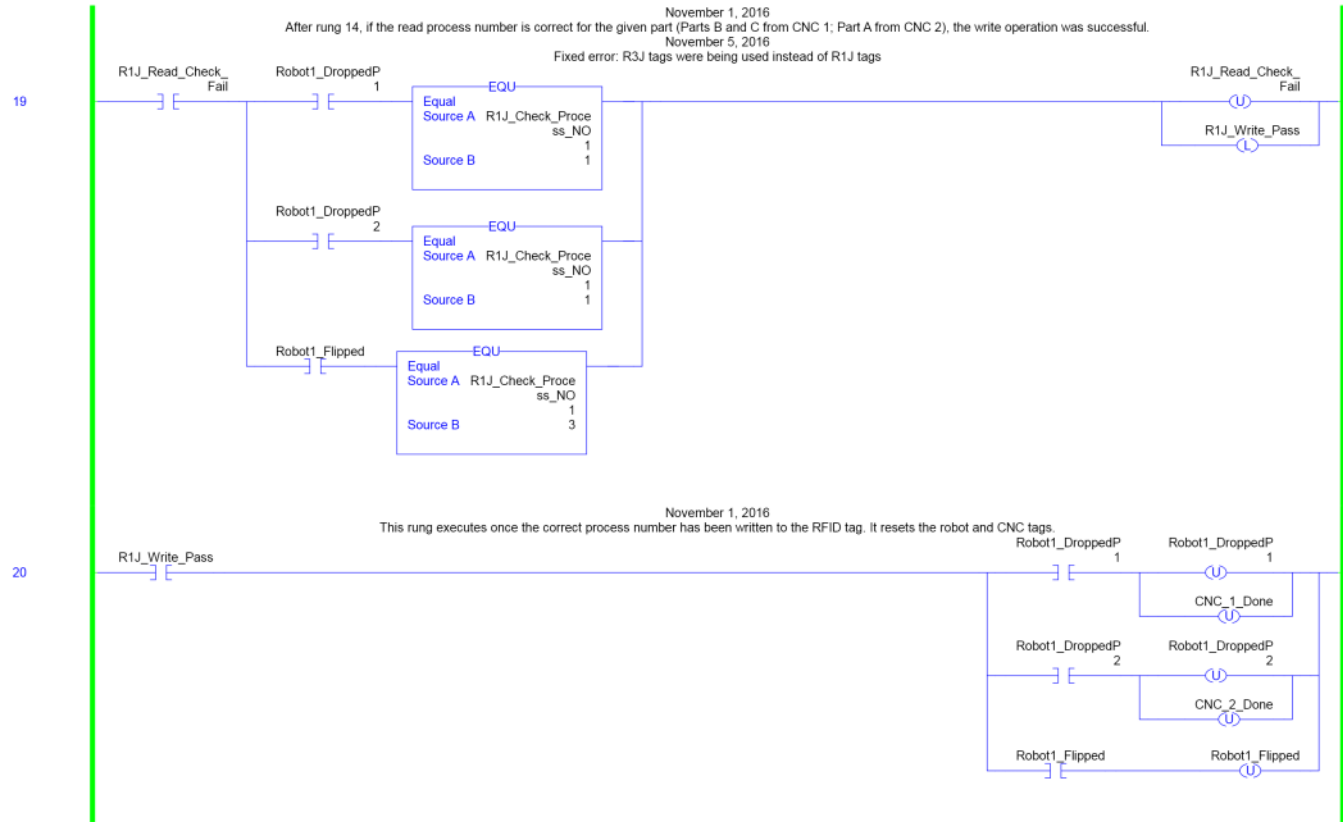 November 1, 2016
After rung 14, if the read process number is correct for the given part (Parts B and C from CNC 1; Part A from CNC 2), the write operation was successful.
November 5, 2016
Fixed error: R3J tags were being used instead of R1J tags
19
R1J_Read_Check_
Fail
Robot1_DroppedP
1
EQU
Equal
Source A R1J_Check_Proce
ss_NO
1
Source B 1
R1J_Read_Check_
Fail
U
R1J_Write_Pass
L
Robot1_DroppedP
2
EQU
Equal
Source A R1J_Check_Proce
ss_NO
1
Source B 1
Robot1_Flipped
EQU
Equal
Source A R1J_Check_Proce
ss_NO
1
Source B 3
November 1, 2016
This rung executes once the correct process number has been written to the RFID tag. It resets the robot and CNC tags.
20
R1J_Write_Pass
Robot1_DroppedP
1
Robot1_DroppedP
1
U
CNC_1_Done
U
Robot1_DroppedP
2
Robot1_DroppedP
2
U
CNC_2_Done
U
Robot1_Flipped
Robot1_Flipped
U